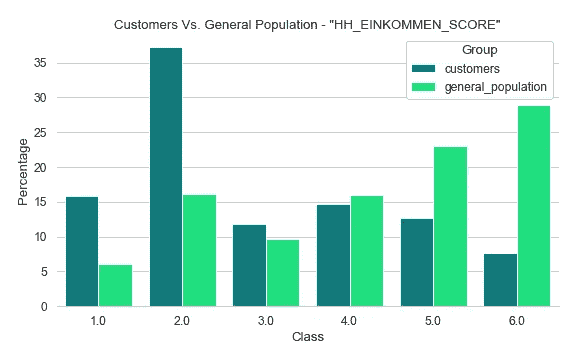 Customers Vs. General Population - "HH_EINKOMMEN_SCORE"
Group
customers
general_population
Percentage
35
30
25
20
15
10
5
0
1.0 2.0 3.0 4.0 5.0 6.0
Class